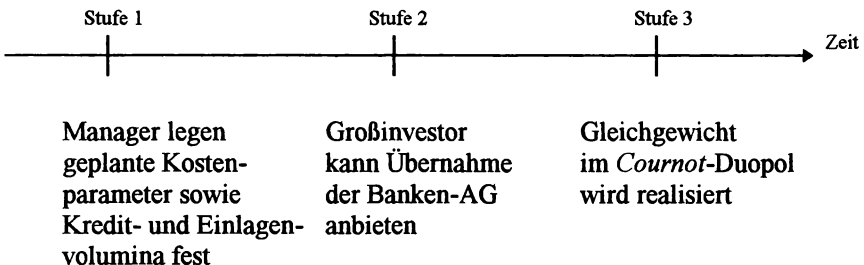 Stufe 1
Stufe 2
Stufe 3
Zeit
Manager legen
geplante Kosten-
parameter sowie
Kredit- und Einlagen-
volumina fest
Großinvestor
kann Übernahme
der Banken-AG
anbieten
Gleichgewicht
im Cournot-Duopol
wird realisiert